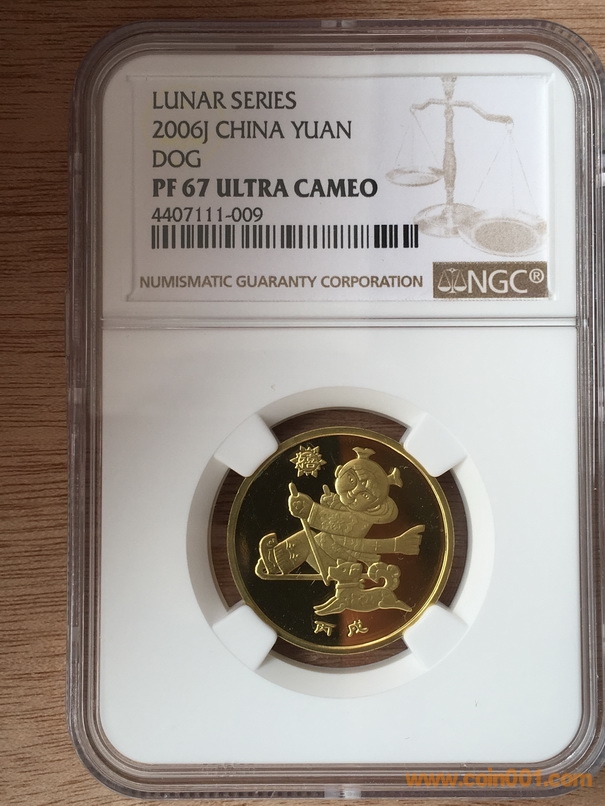 LUNAR SERIES
2006J CHINA YUAN
DOG
PF 67 ULTRA CAMEO
4407111-009
NUMISMATIC GUARANTY CORPORATION
NGC®
丙戌
www.coin001.com